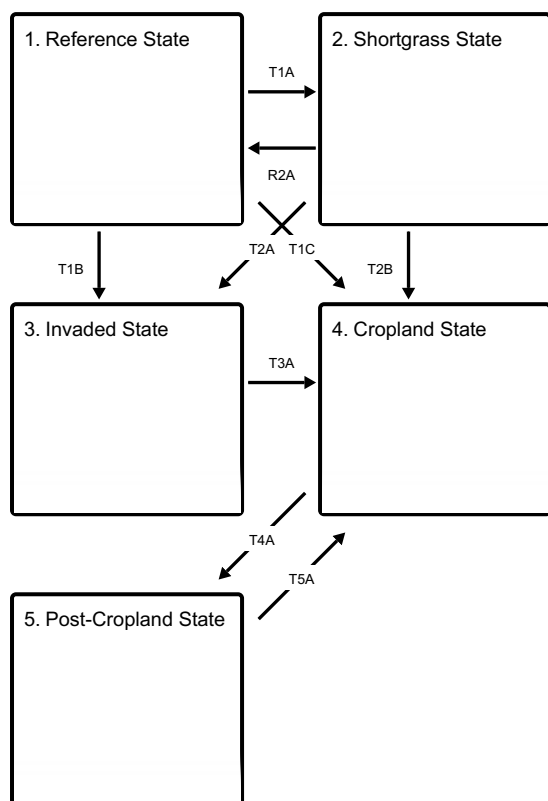 1. Reference State
2. Shortgrass State
T1A
R2A
T2A
T1C
T1B
T2B
3. Invaded State
4. Cropland State
T3A
T4A
T5A
5. Post-Cropland State